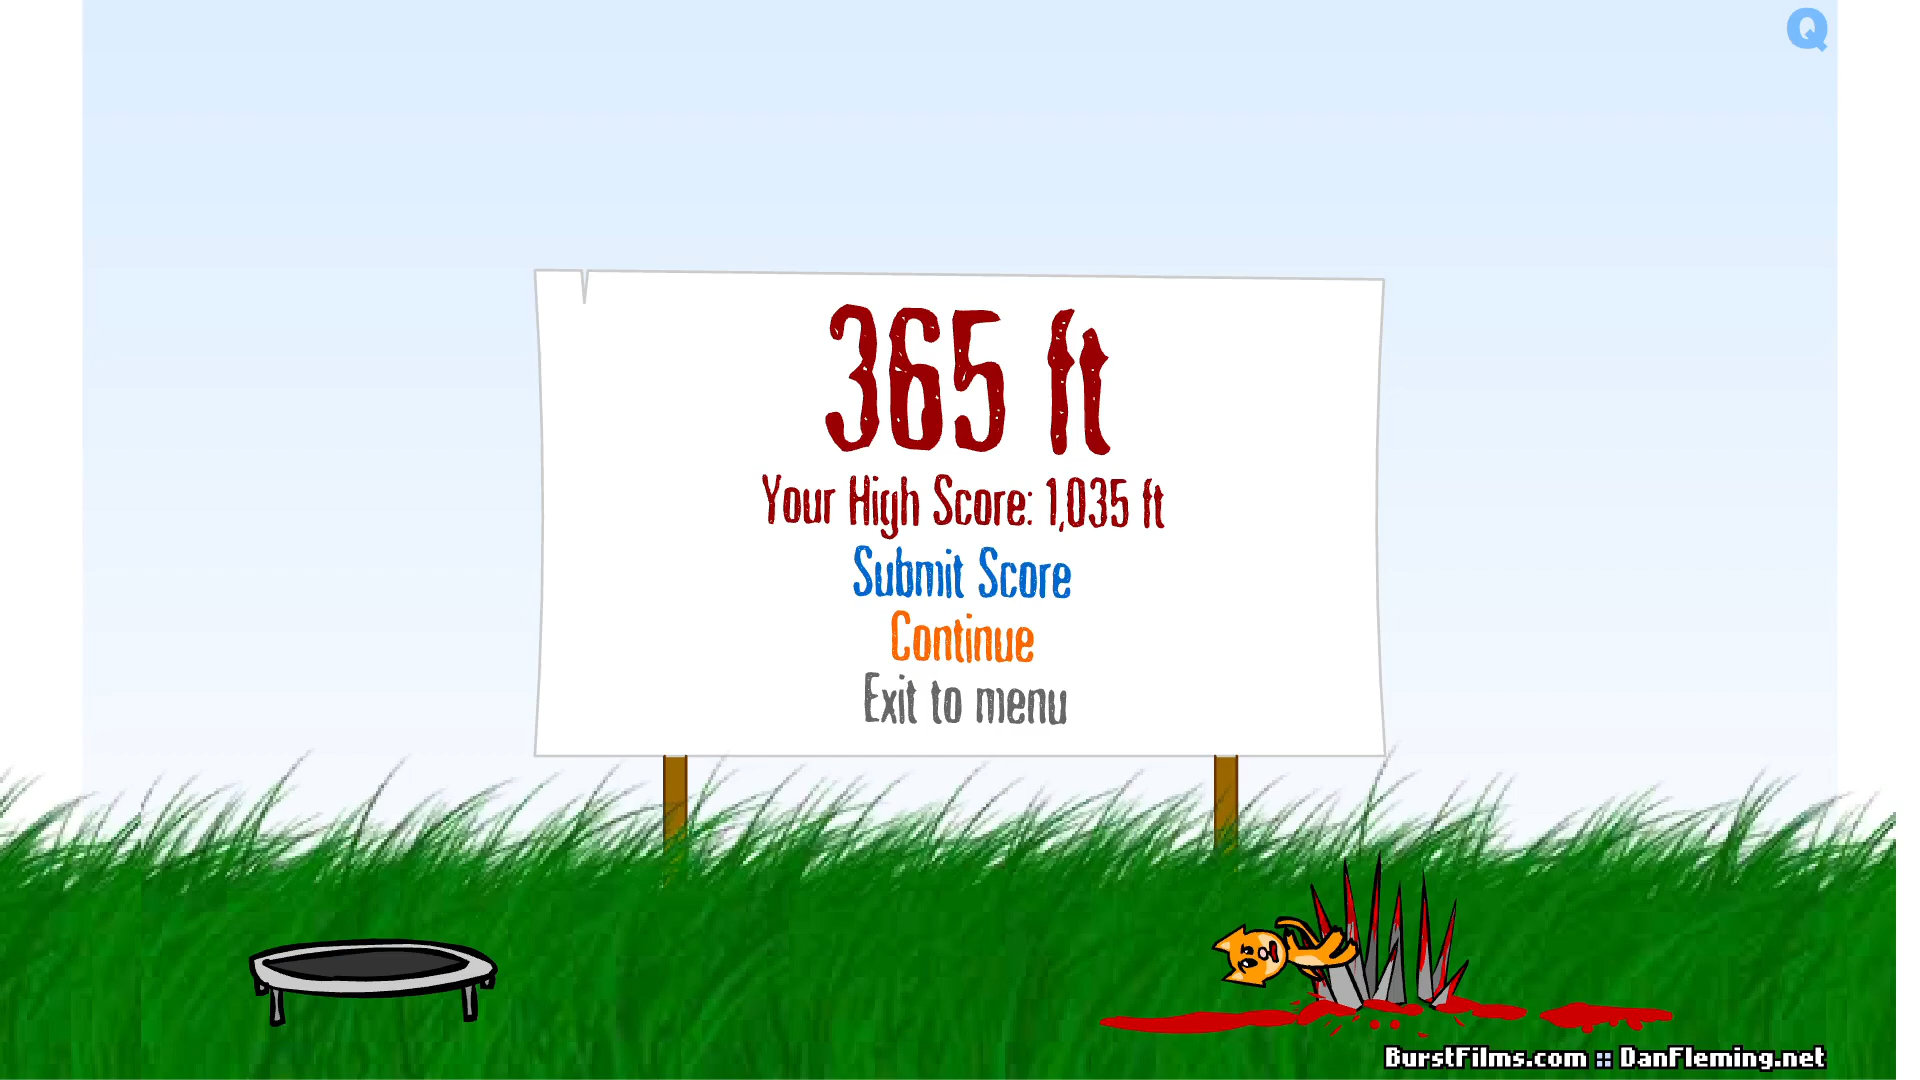 Q
365 ft
Your High Score: 1,035 ft
Submit Score
Continue
Exit to menu
BurstFilms.com :: DanFleming.net